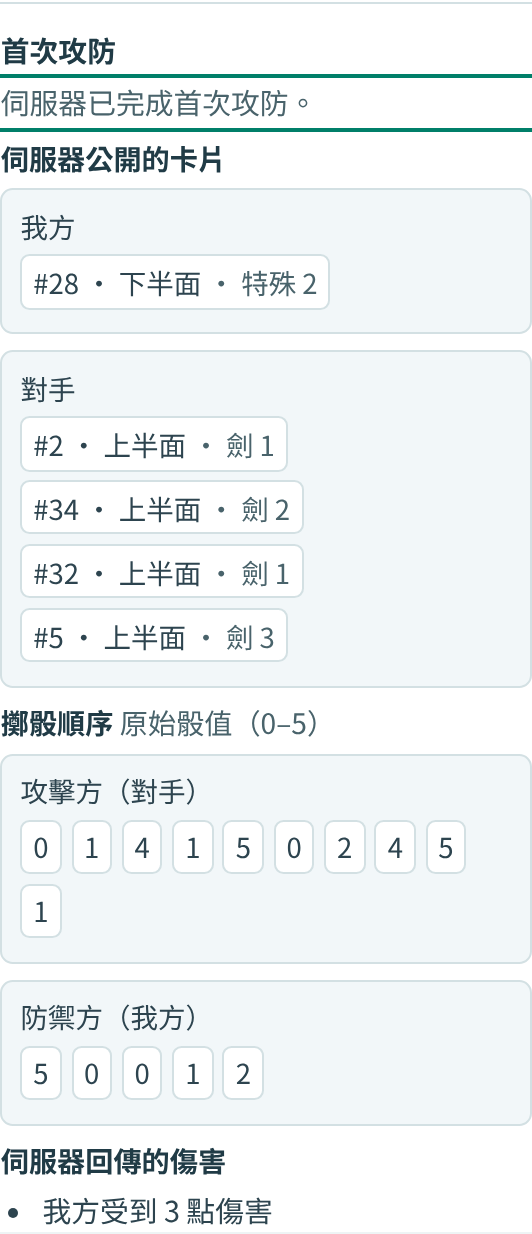 首次攻防
伺服器已完成首次攻防。
伺服器公開的卡片
我方
#28 · 下半面 · 特殊 2
對手
#2 · 上半面 · 劍 1
#34 · 上半面 · 劍 2
#32 · 上半面 · 劍 1
#5 · 上半面 · 劍 3
擲骰順序 原始骰值（0–5）
攻擊方（對手）
0 1 4 1 5 0 2 4 5
1
防禦方（我方）
5 0 0 1 2
伺服器回傳的傷害
• 我方受到 3 點傷害